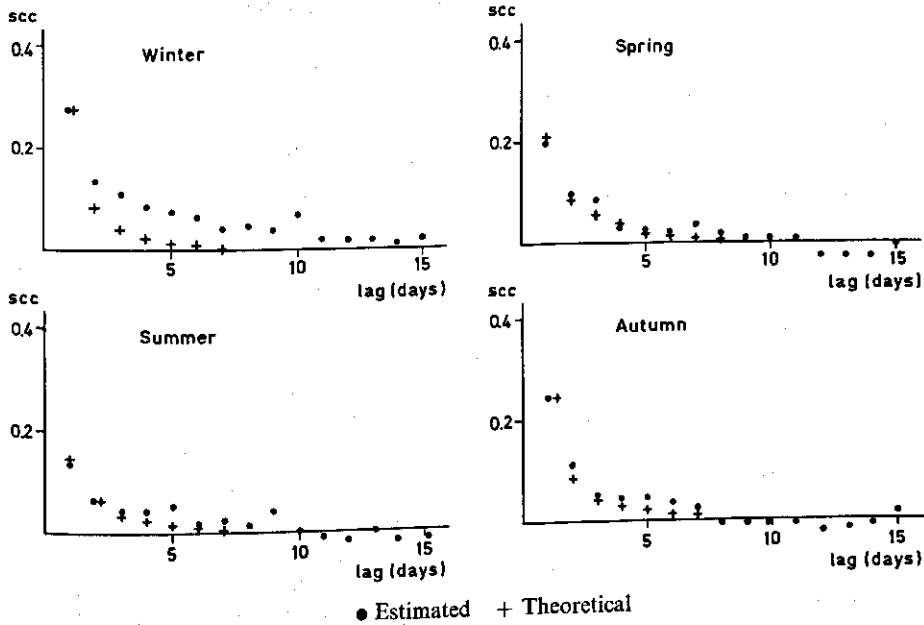 scc
0.4
Winter
0.2
5
10
15
lag (days)
scc
0.4
Spring
0.2
5
10
15
lag (days)
scc
0.4
Summer
0.2
5
10
15
lag (days)
scc
0.4
Autumn
0.2
5
10
15
lag (days)
● Estimated + Theoretical